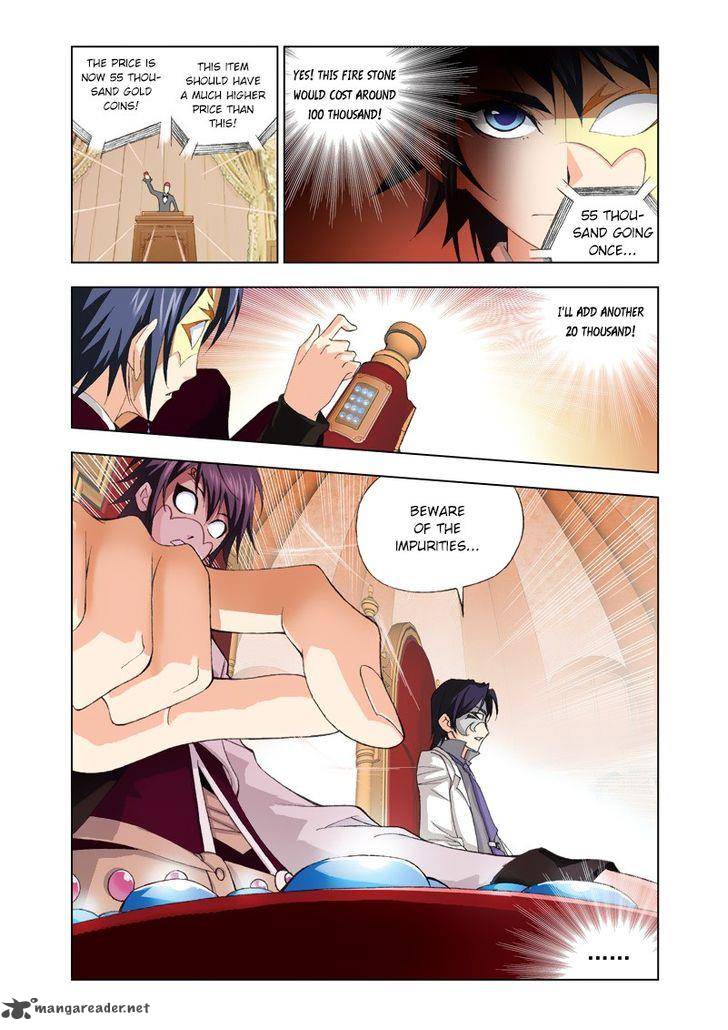 THE PRICE IS
NOW 55 THOU-
SAND GOLD
COINS!
THIS ITEM
SHOULD HAVE
A MUCH HIGHER
PRICE THAN
THIS!
YES! THIS FIRE STONE
WOULD COST AROUND
100 THOUSAND!
55 THOU-
SAND GOING
ONCE...
I'LL ADD ANOTHER
20 THOUSAND!
BEWARE
OF THE
IMPURITIES...
......
mangareader.net